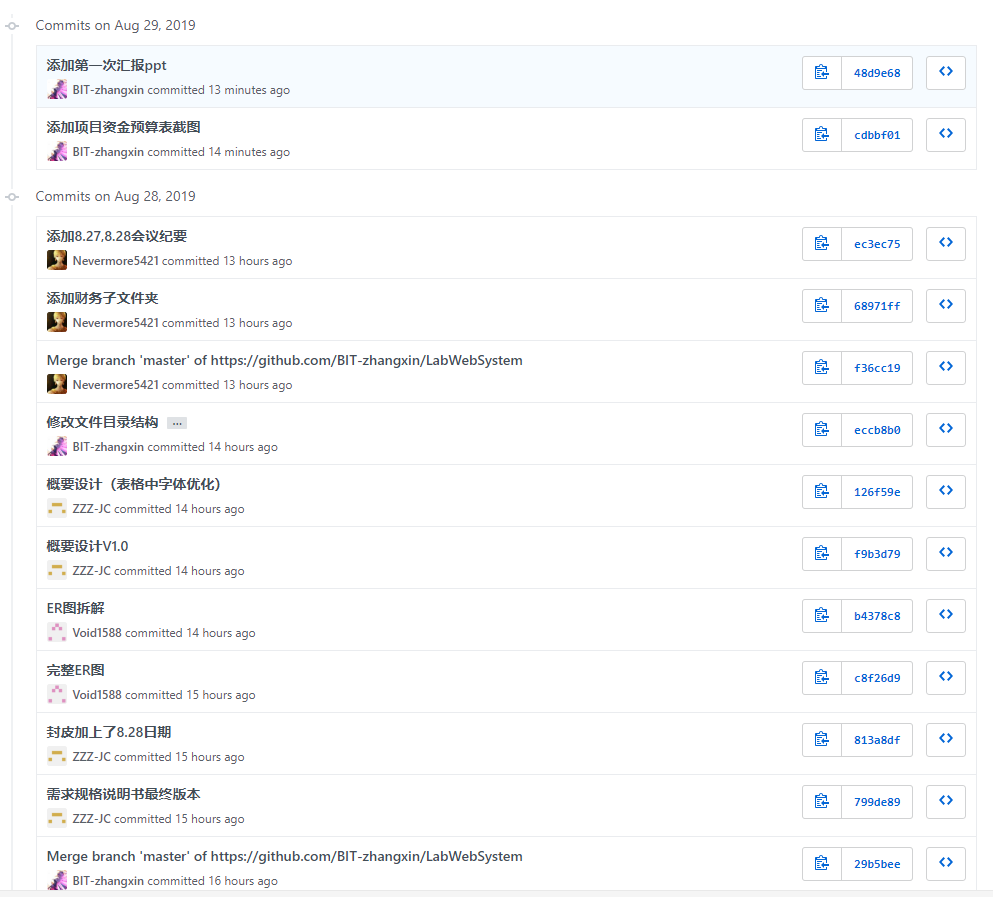 Commits on Aug 29, 2019
添加第一次汇报ppt
BIT-zhangxin committed 13 minutes ago
48d9e68
添加项目资金预算表截图
BIT-zhangxin committed 14 minutes ago
cdbbf01
Commits on Aug 28, 2019
添加8.27,8.28会议纪要
Nevermore5421 committed 13 hours ago
ec3ec75
添加财务子文件夹
Nevermore5421 committed 13 hours ago
68971ff
Merge branch 'master' of https://github.com/BIT-zhangxin/LabWebSystem
Nevermore5421 committed 13 hours ago
f36cc19
修改文件目录结构 …
BIT-zhangxin committed 14 hours ago
eccb8b0
概要设计（表格中字体优化）
ZZZ-JC committed 14 hours ago
126f59e
概要设计V1.0
ZZZ-JC committed 14 hours ago
f9b3d79
ER图拆解
Void1588 committed 14 hours ago
b4378c8
完整ER图
Void1588 committed 15 hours ago
c8f26d9
封皮加上了8.28日期
ZZZ-JC committed 15 hours ago
813a8df
需求规格说明书最终版本
ZZZ-JC committed 15 hours ago
799de89
Merge branch 'master' of https://github.com/BIT-zhangxin/LabWebSystem
BIT-zhangxin committed 16 hours ago
29b5bee